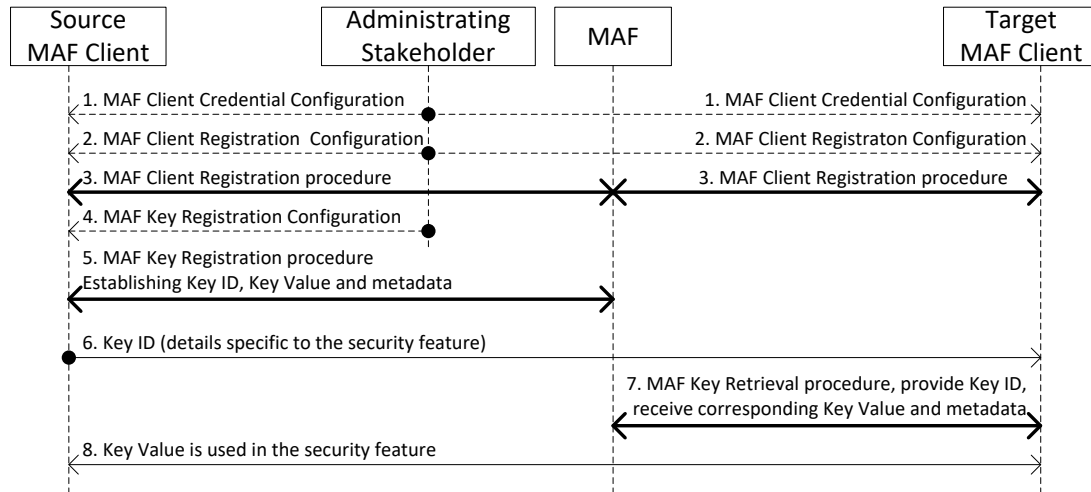 Source
MAF Client
Administrating
Stakeholder
MAF
Target
MAF Client
1. MAF Client Credential Configuration
1. MAF Client Credential Configuration
2. MAF Client Registration  Configuration
2. MAF Client Registraton Configuration
3. MAF Client Registration procedure
3. MAF Client Registration procedure
4. MAF Key Registration Configuration
5. MAF Key Registration procedure
Establishing Key ID, Key Value and metadata
6. Key ID (details specific to the security feature)
7. MAF Key Retrieval procedure, provide Key ID,
receive corresponding Key Value and metadata
8. Key Value is used in the security feature